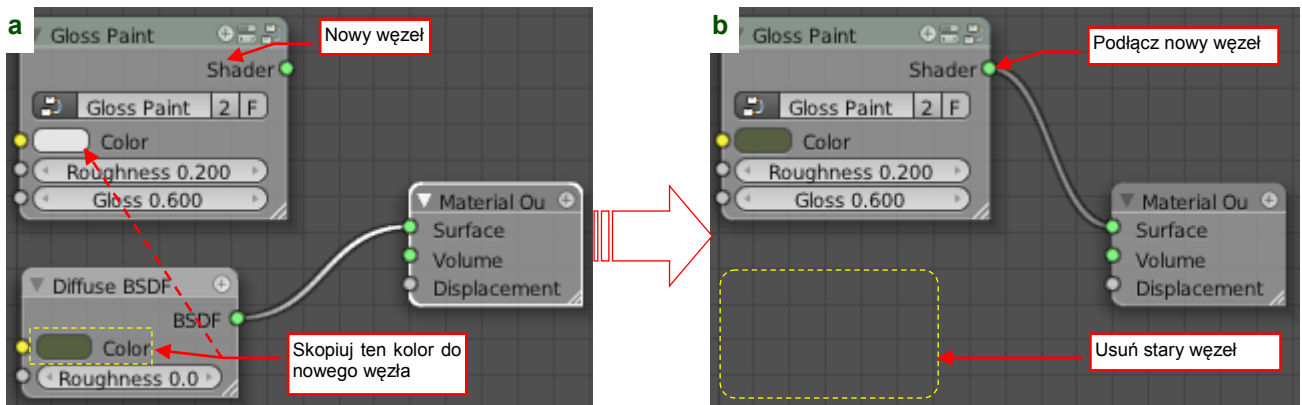 a
Gloss Paint
Nowy węzeł
Shader
Gloss Paint 2 F
Color
Roughness 0.200
Gloss 0.600
Material Ou
Surface
Volume
Displacement
Diffuse BSDF
BSDF
Color
Roughness 0.0
Skopiuj ten kolor do
nowego węzła
b
Gloss Paint
Podłącz nowy węzeł
Shader
Gloss Paint 2 F
Color
Roughness 0.200
Gloss 0.600
Material Ou
Surface
Volume
Displacement
Usuń stary węzeł